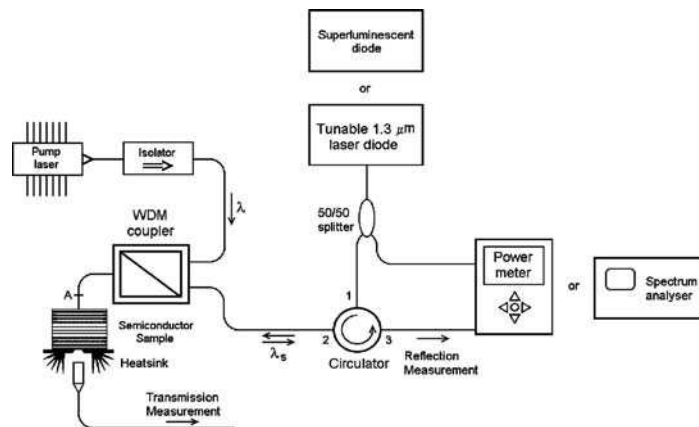 Superluminescent
diode
or
Tunable 1.3 μm
laser diode
Pump
laser
Isolator
λ
50/50
splitter
WDM
coupler
Power
meter
or
Spectrum
analyser
A
1
2
3
λs
Circulator
Reflection
Measurement
Semiconductor
Sample
Heatsink
Transmission
Measurement